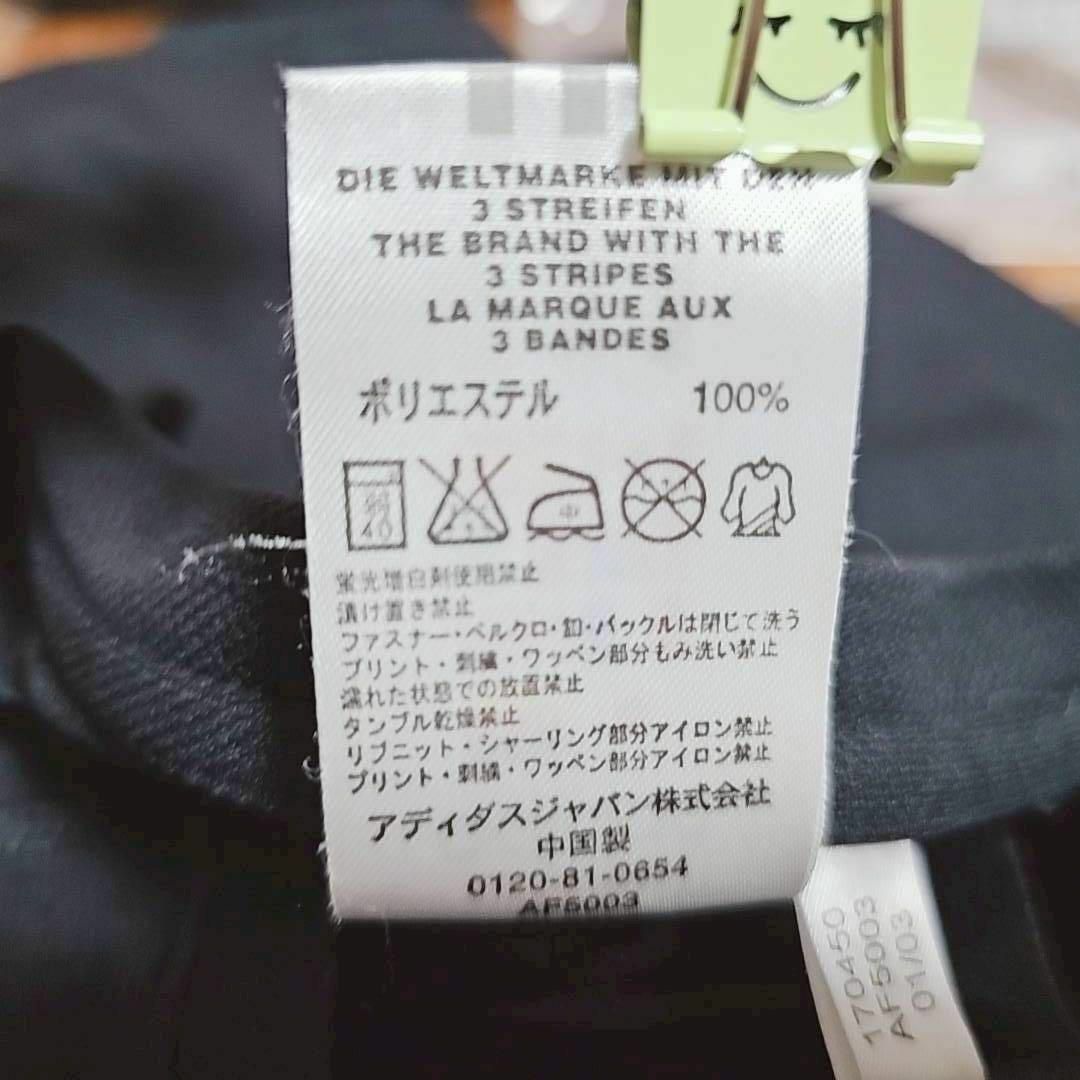 DIE WELTMARKE MIT DEN
3 STREIFEN
THE BRAND WITH THE
3 STRIPES
LA MARQUE AUX
3 BANDES
ポリエステル 100%
40
中
蛍光増白剤使用禁止
漬け置き禁止
ファスナー・ベルクロ・釦・バックルは閉じて洗う
プリント・刺繍・ワッペン部分もみ洗い禁止
濡れた状態での放置禁止
タンブル乾燥禁止
リブニット・シャーリング部分アイロン禁止
プリント・刺繍・ワッペン部分アイロン禁止
アディダスジャパン株式会社
中国製
0120-81-0654
AF5003
170450
AF5003
01/03